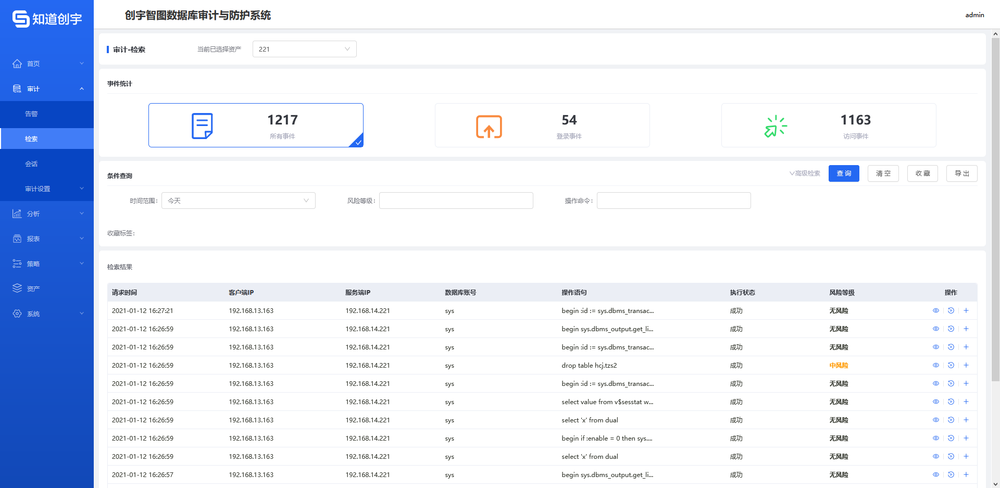 知道创宇
创宇智图数据库审计与防护系统
admin
首页
审计
告警
检索
会话
审计设置
分析
报表
策略
资产
系统
审计-检索
当前已选择资产
221
事件统计
1217
所有事件
54
登录事件
1163
访问事件
条件查询
高级检索
查 询
清 空
收 藏
导 出
时间范围:
今天
风险等级:
操作命令:
收藏标签:
检索结果
请求时间 客户端IP 服务端IP 数据库账号 操作语句 执行状态 风险等级 操作
2021-01-12 16:27:21 192.168.13.163 192.168.14.221 sys begin :id := sys.dbms_transac... 成功 无风险
2021-01-12 16:26:59 192.168.13.163 192.168.14.221 sys begin sys.dbms_output.get_li... 成功 无风险
2021-01-12 16:26:59 192.168.13.163 192.168.14.221 sys begin :id := sys.dbms_transac... 成功 无风险
2021-01-12 16:26:59 192.168.13.163 192.168.14.221 sys drop table hcj.tzs2 成功 中风险
2021-01-12 16:26:59 192.168.13.163 192.168.14.221 sys begin :id := sys.dbms_transac... 成功 无风险
2021-01-12 16:26:59 192.168.13.163 192.168.14.221 sys select value from v$sesstat w... 成功 无风险
2021-01-12 16:26:59 192.168.13.163 192.168.14.221 sys select 'x' from dual 成功 无风险
2021-01-12 16:26:59 192.168.13.163 192.168.14.221 sys begin if :enable = 0 then sys.... 成功 无风险
2021-01-12 16:26:59 192.168.13.163 192.168.14.221 sys select 'x' from dual 成功 无风险
2021-01-12 16:26:57 192.168.13.163 192.168.14.221 sys begin sys.dbms_output.get_li... 成功 无风险